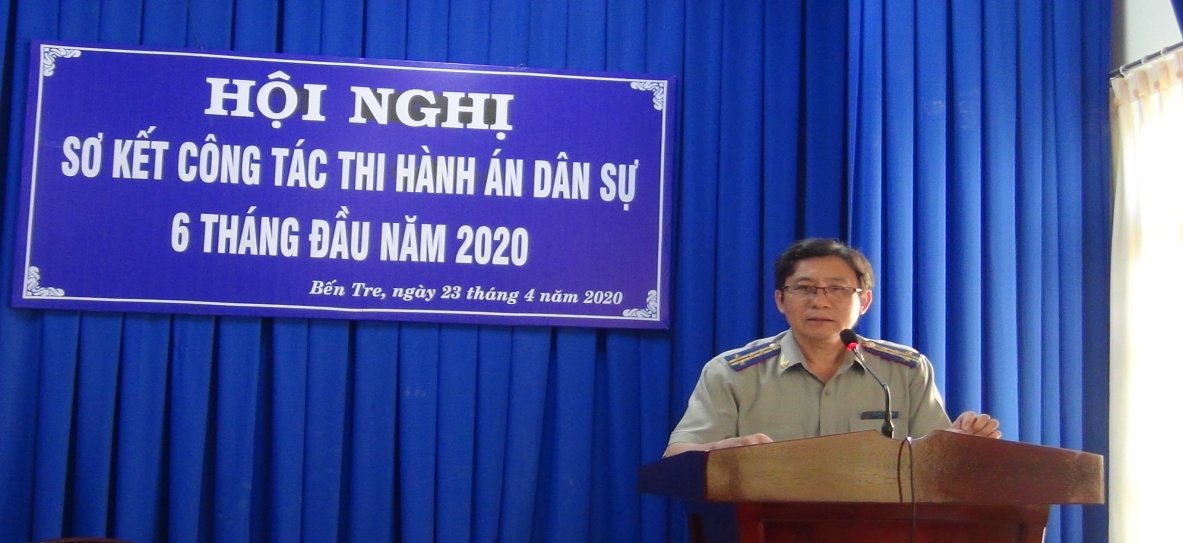 HỘI NGHỊ
SƠ KẾT CÔNG TÁC THI HÀNH ÁN DÂN SỰ
6 THÁNG ĐẦU NĂM 2020
Bến Tre, ngày 23 tháng 4 năm 2020